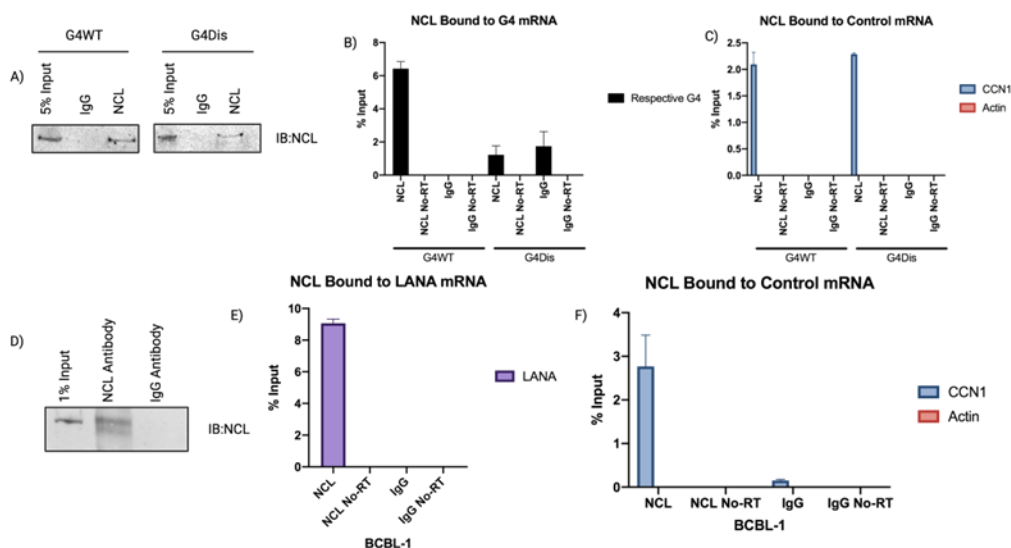 A)
G4WT
G4Dis
5% Input
IgG
NCL
5% Input
IgG
NCL
IB:NCL
B)
NCL Bound to G4 mRNA
% Input
8
6
4
2
0
NCL
NCL No-RT
IgG
IgG No-RT
NCL
NCL No-RT
IgG
IgG No-RT
G4WT
G4Dis
Respective G4
C)
NCL Bound to Control mRNA
% Input
2.5
2.0
1.5
1.0
0.5
0.0
NCL
NCL No-RT
IgG
IgG No-RT
NCL
NCL No-RT
IgG
IgG No-RT
G4WT
G4Dis
CCN1
Actin
D)
1% Input
NCL Antibody
IgG Antibody
IB:NCL
E)
NCL Bound to LANA mRNA
% Input
10
8
6
4
2
0
NCL
NCL No-RT
IgG
IgG No-RT
BCBL-1
LANA
F)
NCL Bound to Control mRNA
% Input
4
3
2
1
0
NCL
NCL No-RT
IgG
IgG No-RT
BCBL-1
CCN1
Actin